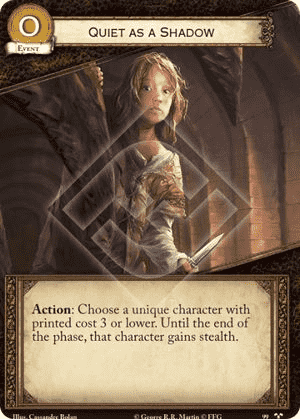 0
EVENT
QUIET AS A SHADOW
Action: Choose a unique character with
printed cost 3 or lower. Until the end of
the phase, that character gains stealth.
Illus. Cassandre Bolan
© George R.R. Martin © FFG
99